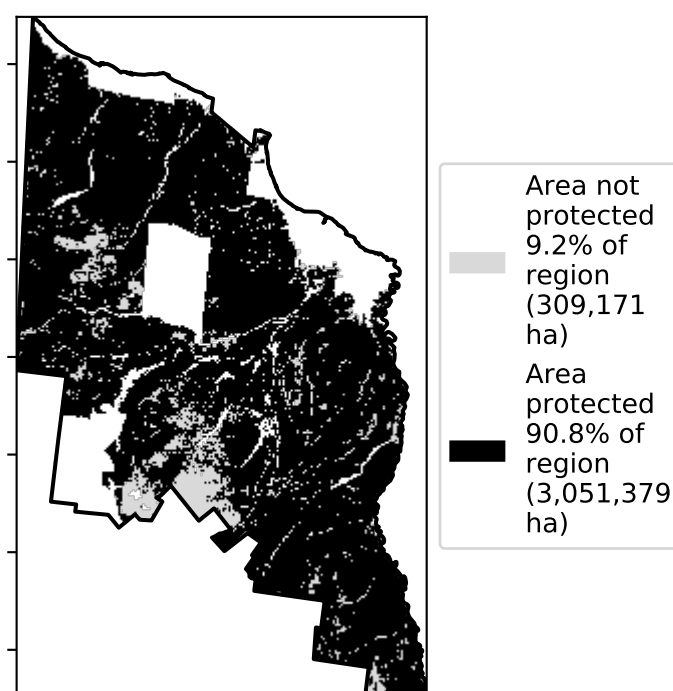 Area not
protected
9.2% of
region
(309,171
ha)
Area
protected
90.8% of
region
(3,051,379
ha)